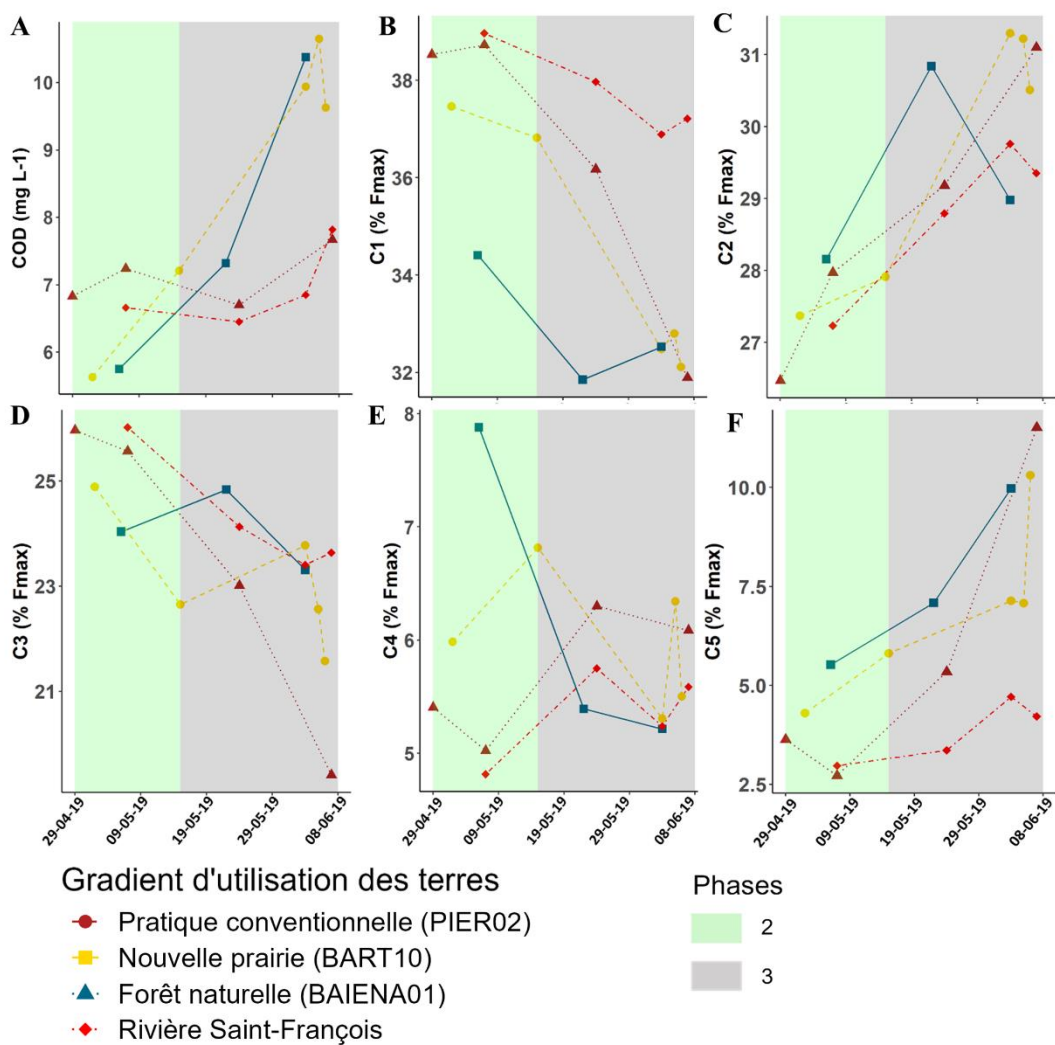 A
B
C
COD (mg L-1)
10
9
8
7
6
C1 (% Fmax)
38
36
34
32
C2 (% Fmax)
31
30
29
28
27
D
E
F
C3 (% Fmax)
25
23
21
C4 (% Fmax)
8
7
6
5
C5 (% Fmax)
10.0
7.5
5.0
2.5
29-04-19
09-05-19
19-05-19
29-05-19
08-06-19
29-04-19
09-05-19
19-05-19
29-05-19
08-06-19
29-04-19
09-05-19
19-05-19
29-05-19
08-06-19
Gradient d'utilisation des terres
Pratique conventionnelle (PIER02)
Nouvelle prairie (BART10)
Forêt naturelle (BAIENA01)
Rivière Saint-François
Phases
2
3